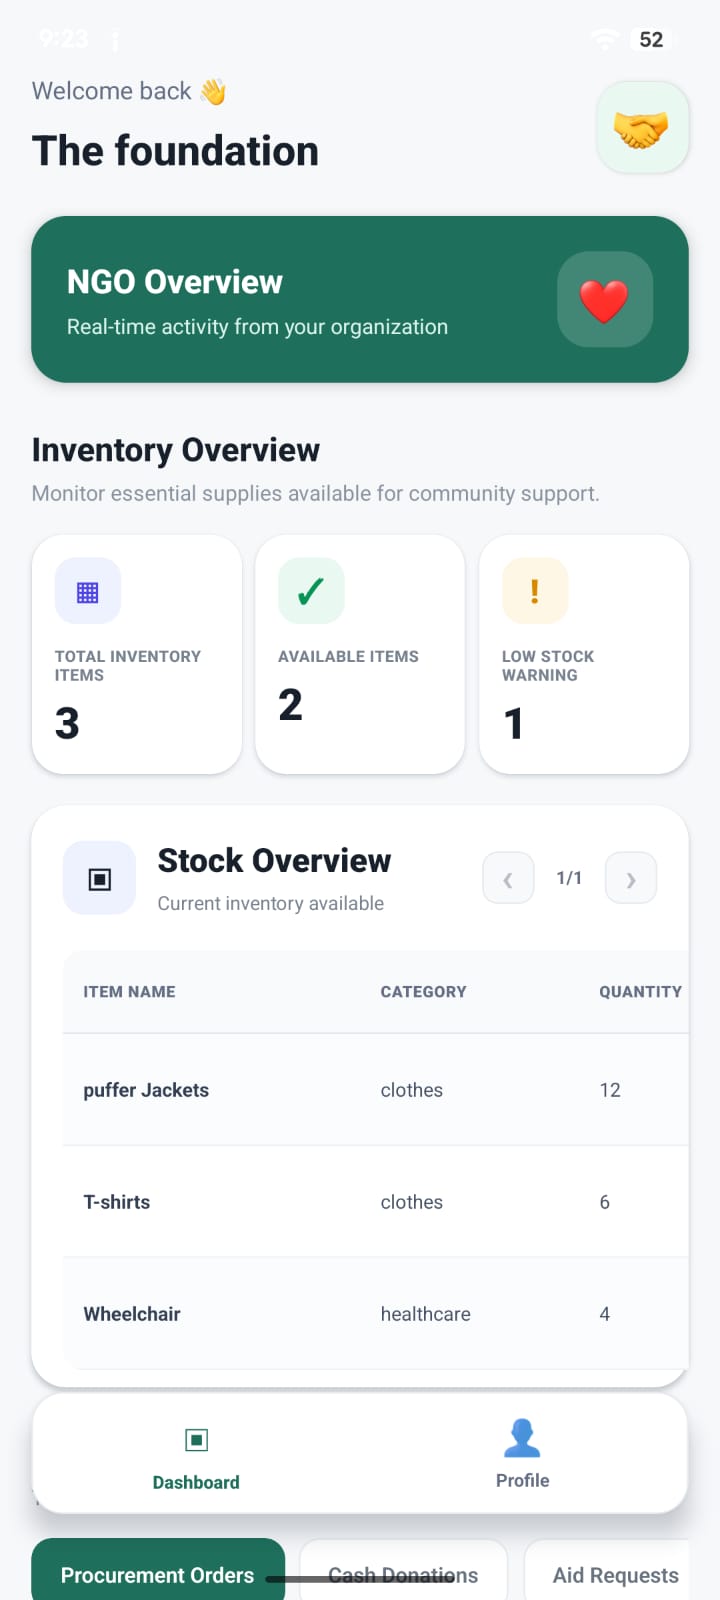 9:23
52
Welcome back 👋
The foundation
NGO Overview
Real-time activity from your organization
Inventory Overview
Monitor essential supplies available for community support.
TOTAL INVENTORY
ITEMS
3
AVAILABLE ITEMS
2
LOW STOCK
WARNING
1
Stock Overview
Current inventory available
1/1
ITEM NAME CATEGORY QUANTITY
puffer Jackets clothes 12
T-shirts clothes 6
Wheelchair healthcare 4
Dashboard
Profile
Procurement Orders
Cash Donations
Aid Requests